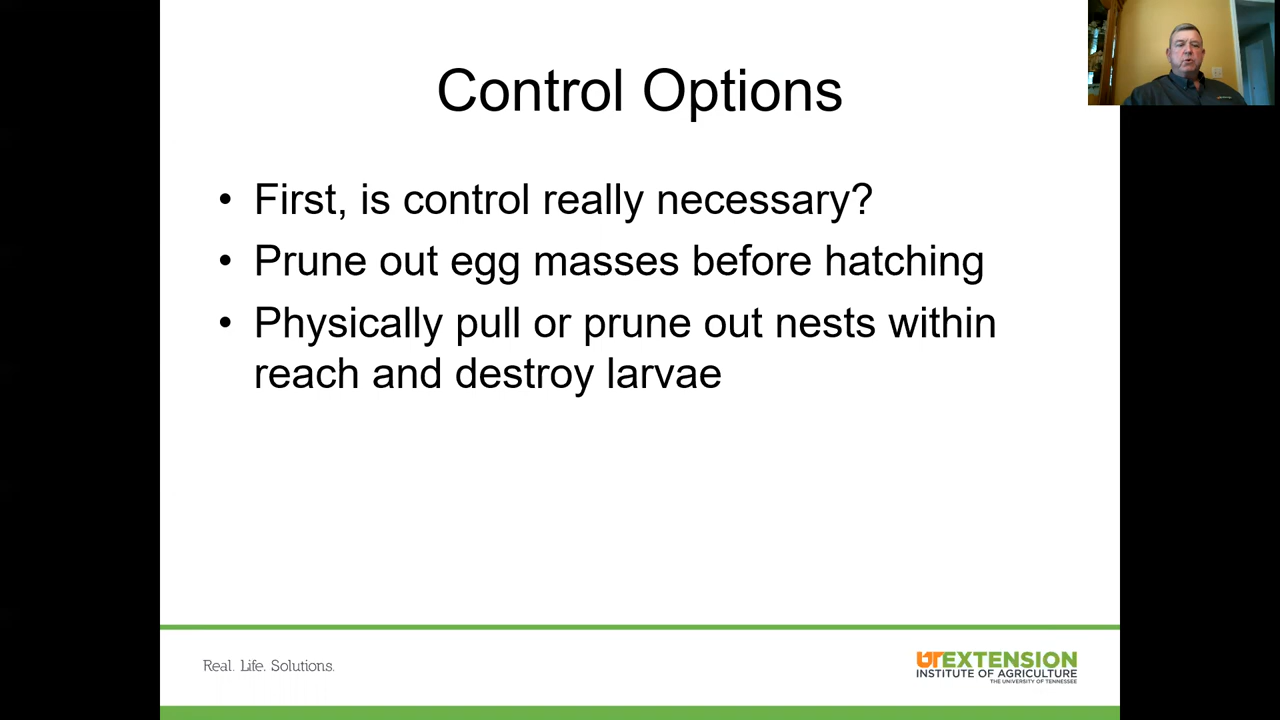 Control Options
• First, is control really necessary?
• Prune out egg masses before hatching
• Physically pull or prune out nests within
reach and destroy larvae
Real. Life. Solutions.
UTEXTENSION
INSTITUTE OF AGRICULTURE
THE UNIVERSITY OF TENNESSEE